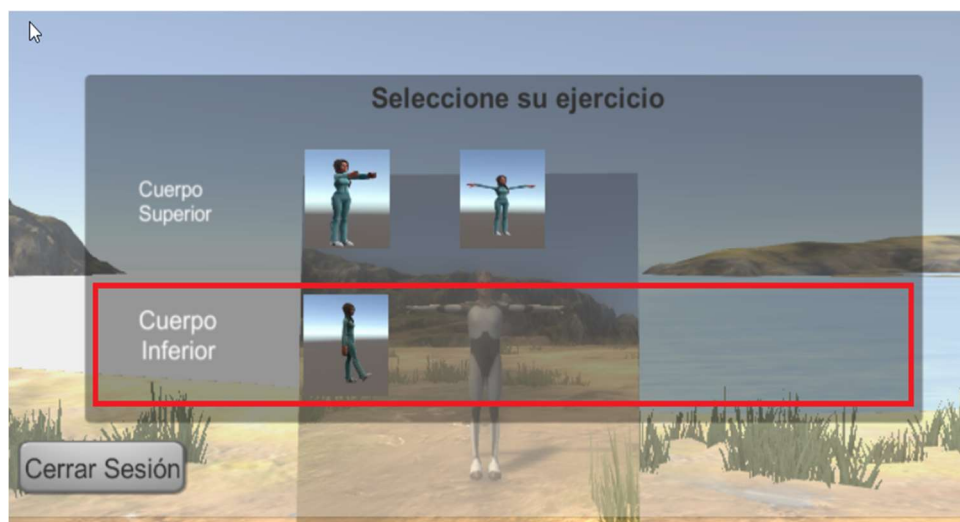 Seleccione su ejercicio
Cuerpo
Superior
Cuerpo
Inferior
Cerrar Sesión